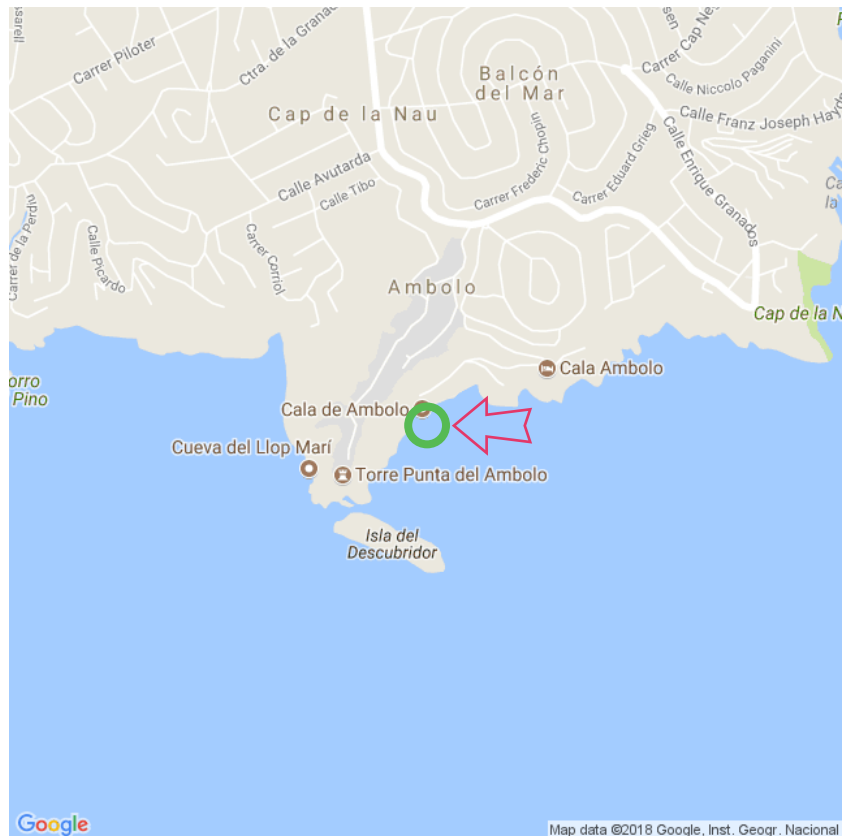 Carrer Piloter
Ctra. de la Granad
Balcón
del Mar
Carrer Cap Neg
Calle Niccolo Paganini
Calle Franz Joseph Hayd
Cap de la Nau
Carrer Frederic Chopin
Carrer Eduard Grieg
Calle Enrique Granados
Calle Avutarda
Calle Tibo
Carrer de la Perdiu
Calle Picardo
Carrer Corriol
Ambolo
Cap de la N
Cala Ambolo
orro
Pino
Cala de Ambolo
Cueva del Llop Marí
Torre Punta del Ambolo
Isla del
Descubridor
Google
Map data ©2018 Google, Inst. Geogr. Nacional